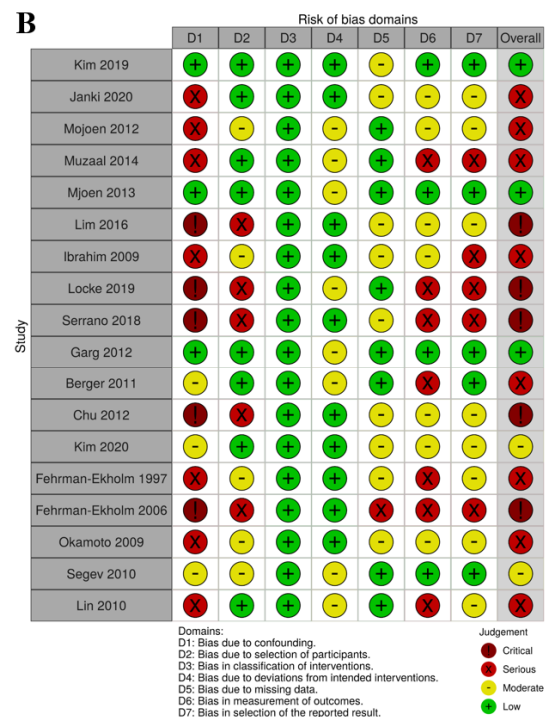 B
Risk of bias domains
D1 D2 D3 D4 D5 D6 D7 Overall
Study
Kim 2019 + + + + - + + +
Janki 2020 X + + + - - - X
Mojoen 2012 X - + - + - - X
Muzaal 2014 X + + - + X X X
Mjoen 2013 + + + - + + + +
Lim 2016 ! X + + - - - !
Ibrahim 2009 X - + + - - X X
Locke 2019 ! X + - + X X !
Serrano 2018 ! X + + - X X !
Garg 2012 + + + - + + + +
Berger 2011 - + + - + X + X
Chu 2012 ! X + + - - - !
Kim 2020 - + + + - - - -
Fehrman-Ekholm 1997 X - + + - X - X
Fehrman-Ekholm 2006 ! X + + X X X !
Okamoto 2009 X - + + - - - X
Segev 2010 - - + - + + + -
Lin 2010 X + + - + X - X
Domains:
D1: Bias due to confounding.
D2: Bias due to selection of participants.
D3: Bias in classification of interventions.
D4: Bias due to deviations from intended interventions.
D5: Bias due to missing data.
D6: Bias in measurement of outcomes.
D7: Bias in selection of the reported result.
Judgement
! Critical
X Serious
- Moderate
+ Low